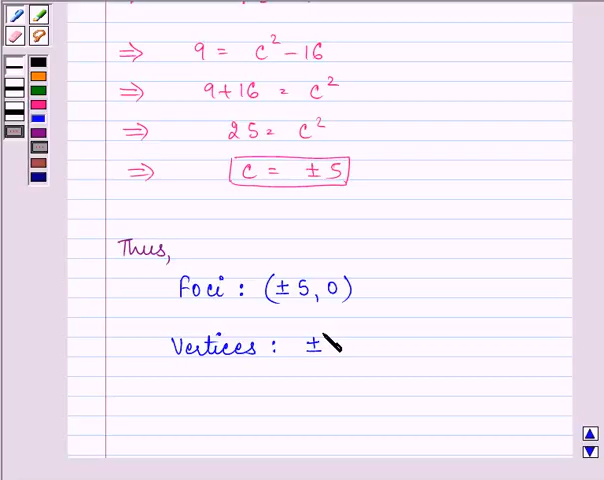 ⇒ 9 = c² - 16
⇒ 9+16 = c²
⇒ 25 = c²
⇒ c = ± 5
Thus,
Foci : (± 5, 0)
Vertices : ±